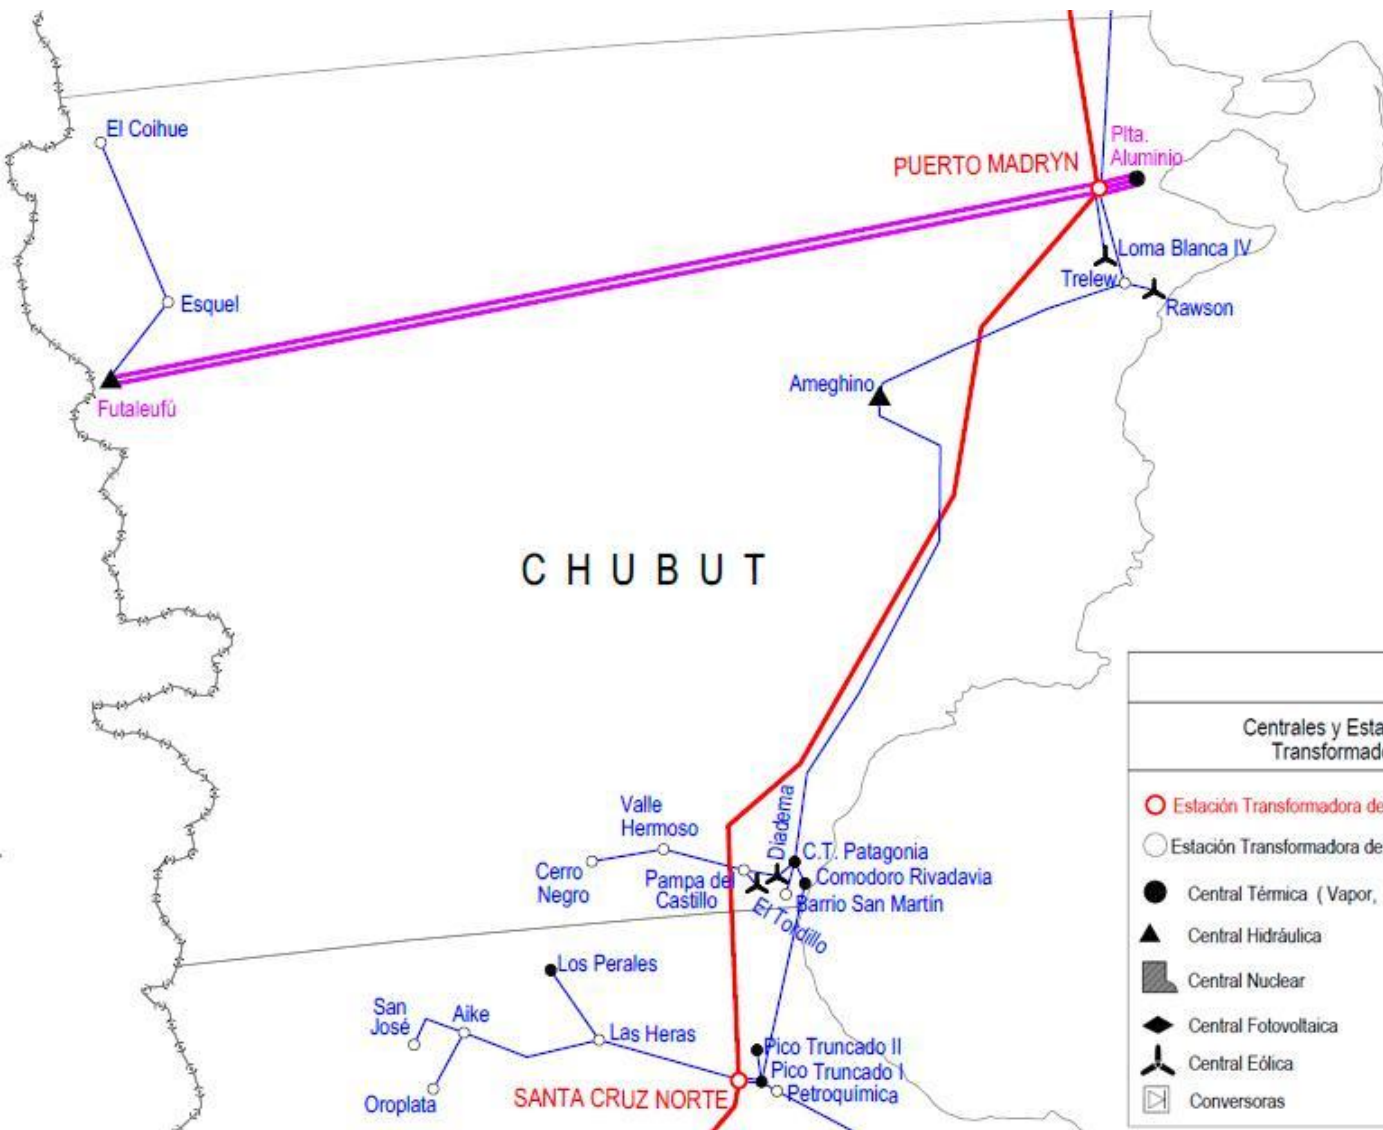 El Coihue
Plta.
Aluminio
PUERTO MADRYN
Loma Blanca IV
Trelew
Rawson
Esquel
Futaleufú
Ameghino
CHUBUT
Centrales y Esta
Transformad
Estación Transformadora de
Estación Transformadora de
Central Térmica ( Vapor,
Central Hidráulica
Central Nuclear
Central Fotovoltaica
Central Eólica
Conversoras
Valle
Hermoso
Diadema
C.T. Patagonia
Cerro
Negro
Pampa del
Castillo
Comodoro Rivadavia
Barrio San Martín
El Tordillo
Los Perales
San
José
Aike
Las Heras
Pico Truncado II
Pico Truncado I
Petroquímica
Oroplata
SANTA CRUZ NORTE